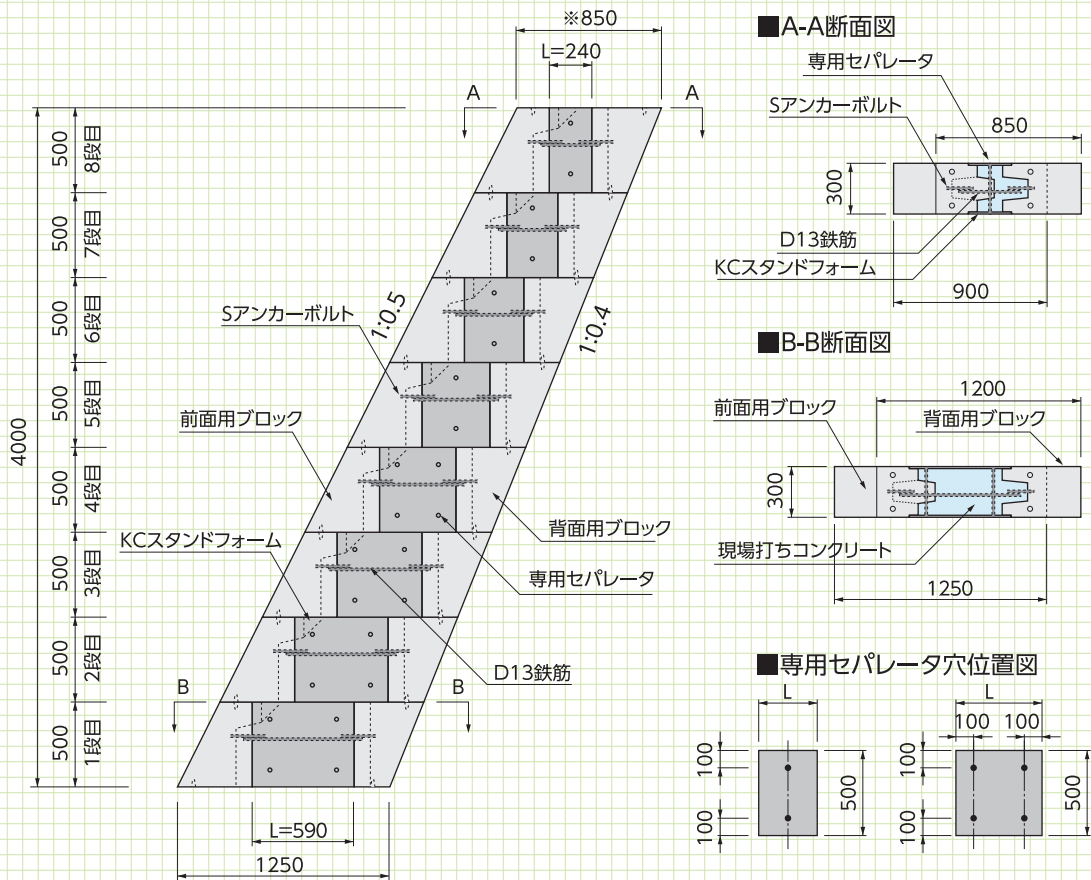 ※850
L=240
A
A
4000
500
8段目
500
7段目
500
6段目
500
5段目
500
4段目
500
3段目
500
2段目
500
1段目
1:0.5
1:0.4
Sアンカーボルト
前面用ブロック
KCスタンドフォーム
背面用ブロック
専用セパレータ
D13鉄筋
B
B
L=590
1250
■A-A断面図
専用セパレータ
Sアンカーボルト
850
300
D13鉄筋
KCスタンドフォーム
900
■B-B断面図
1200
前面用ブロック
背面用ブロック
300
現場打ちコンクリート
1250
■専用セパレータ穴位置図
L
100
100
500
L
100
100
100
100
500